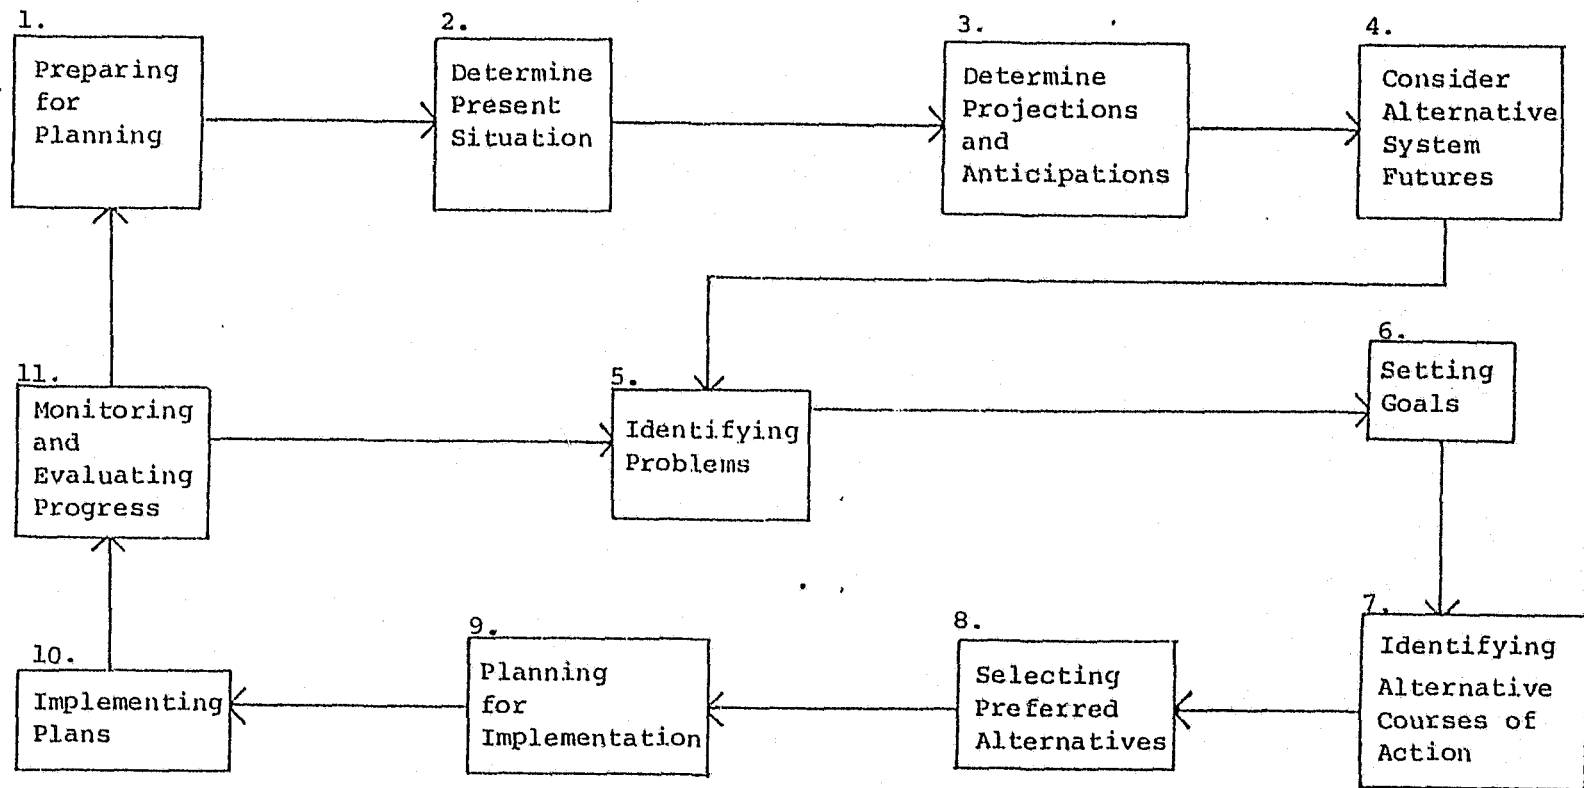 1.
Preparing
for
Planning
2.
Determine
Present
Situation
3.
Determine
Projections
and
Anticipations
4.
Consider
Alternative
System
Futures
5.
Identifying
Problems
6.
Setting
Goals
7.
Identifying
Alternative
Courses of
Action
8.
Selecting
Preferred
Alternatives
9.
Planning
for
Implementation
10.
Implementing
Plans
11.
Monitoring
and
Evaluating
Progress